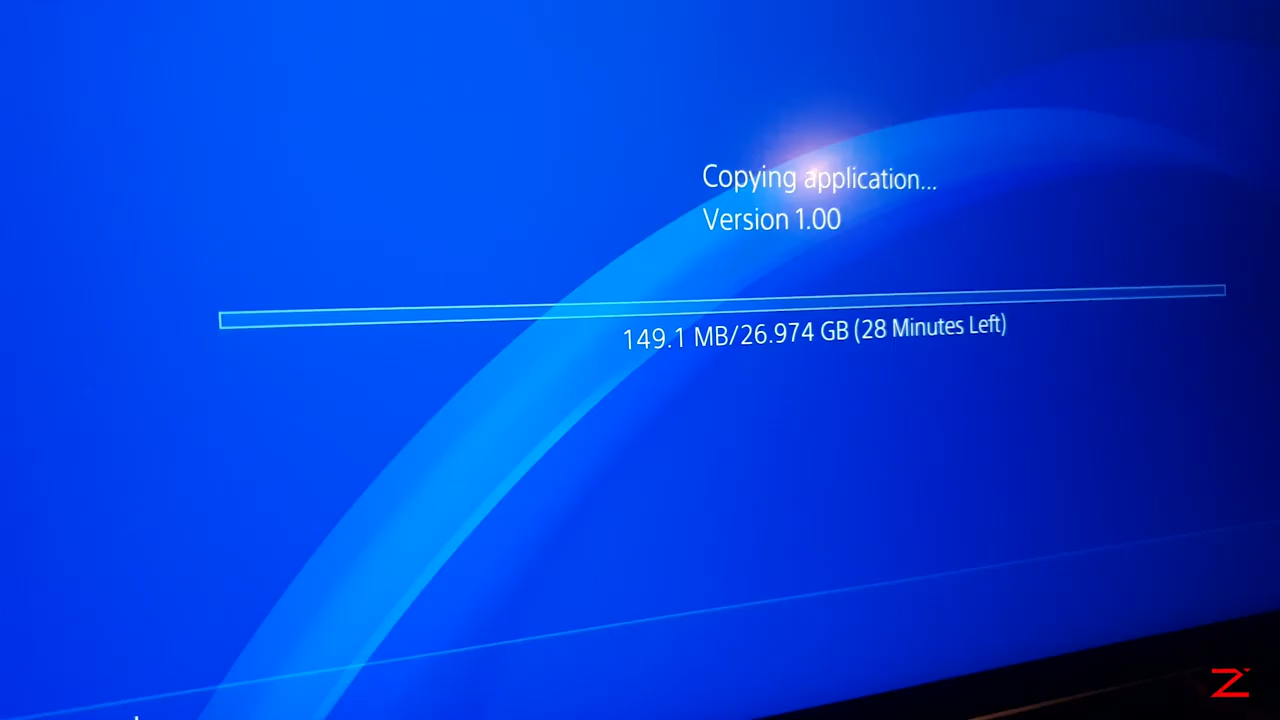 Copying application...
Version 1.00
149.1 MB/26.974 GB (28 Minutes Left)